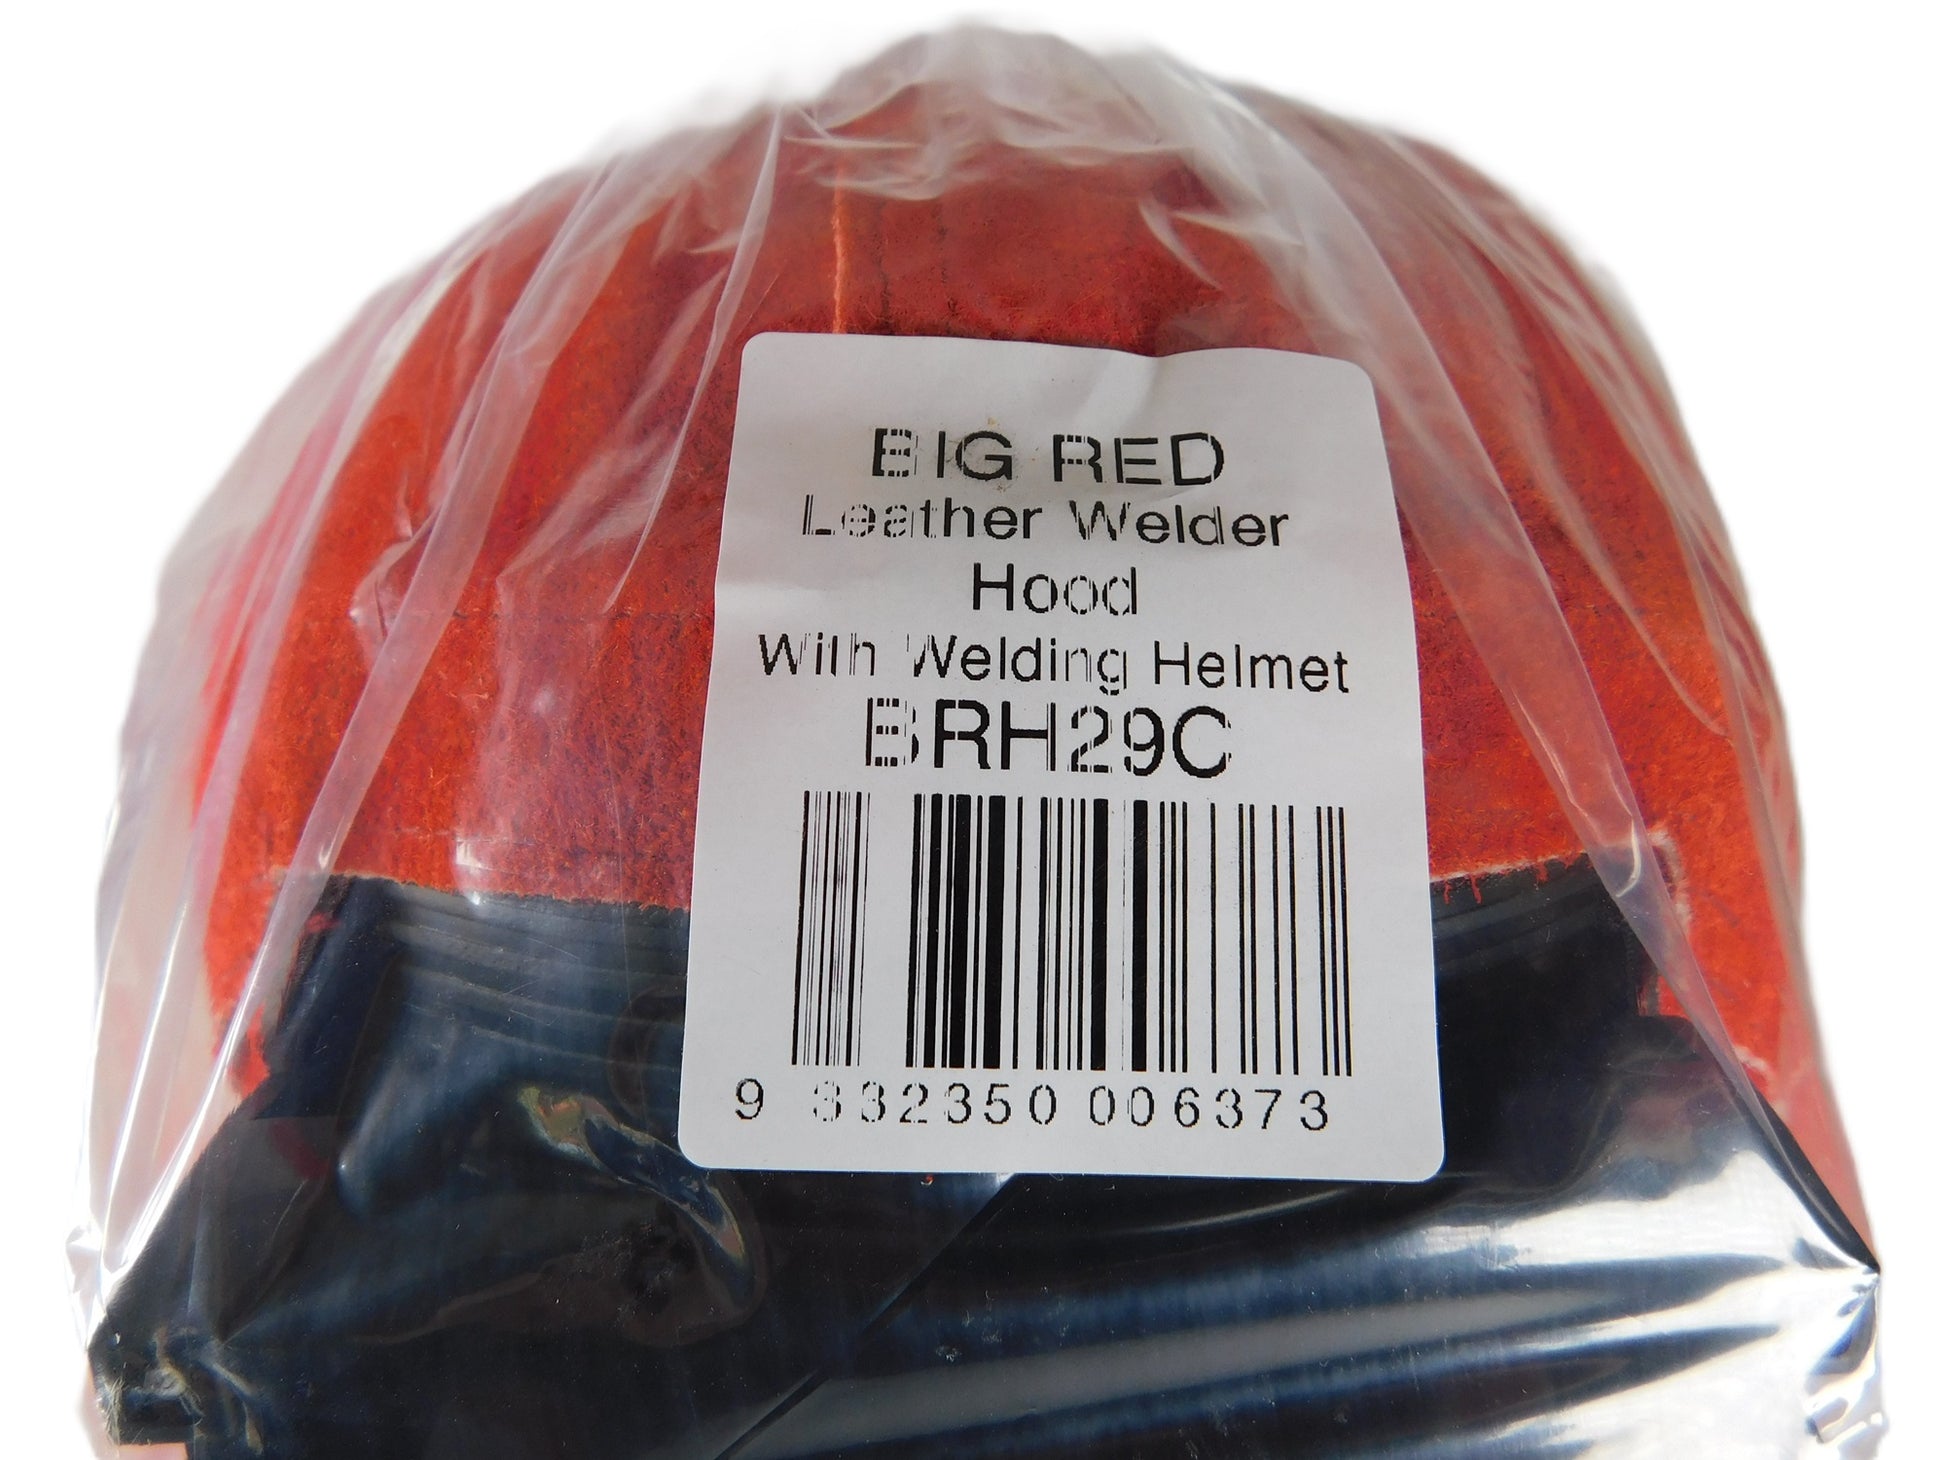 BIG RED
Leather Welder
Hood
With Welding Helmet
BRH29C
9 332350 006373